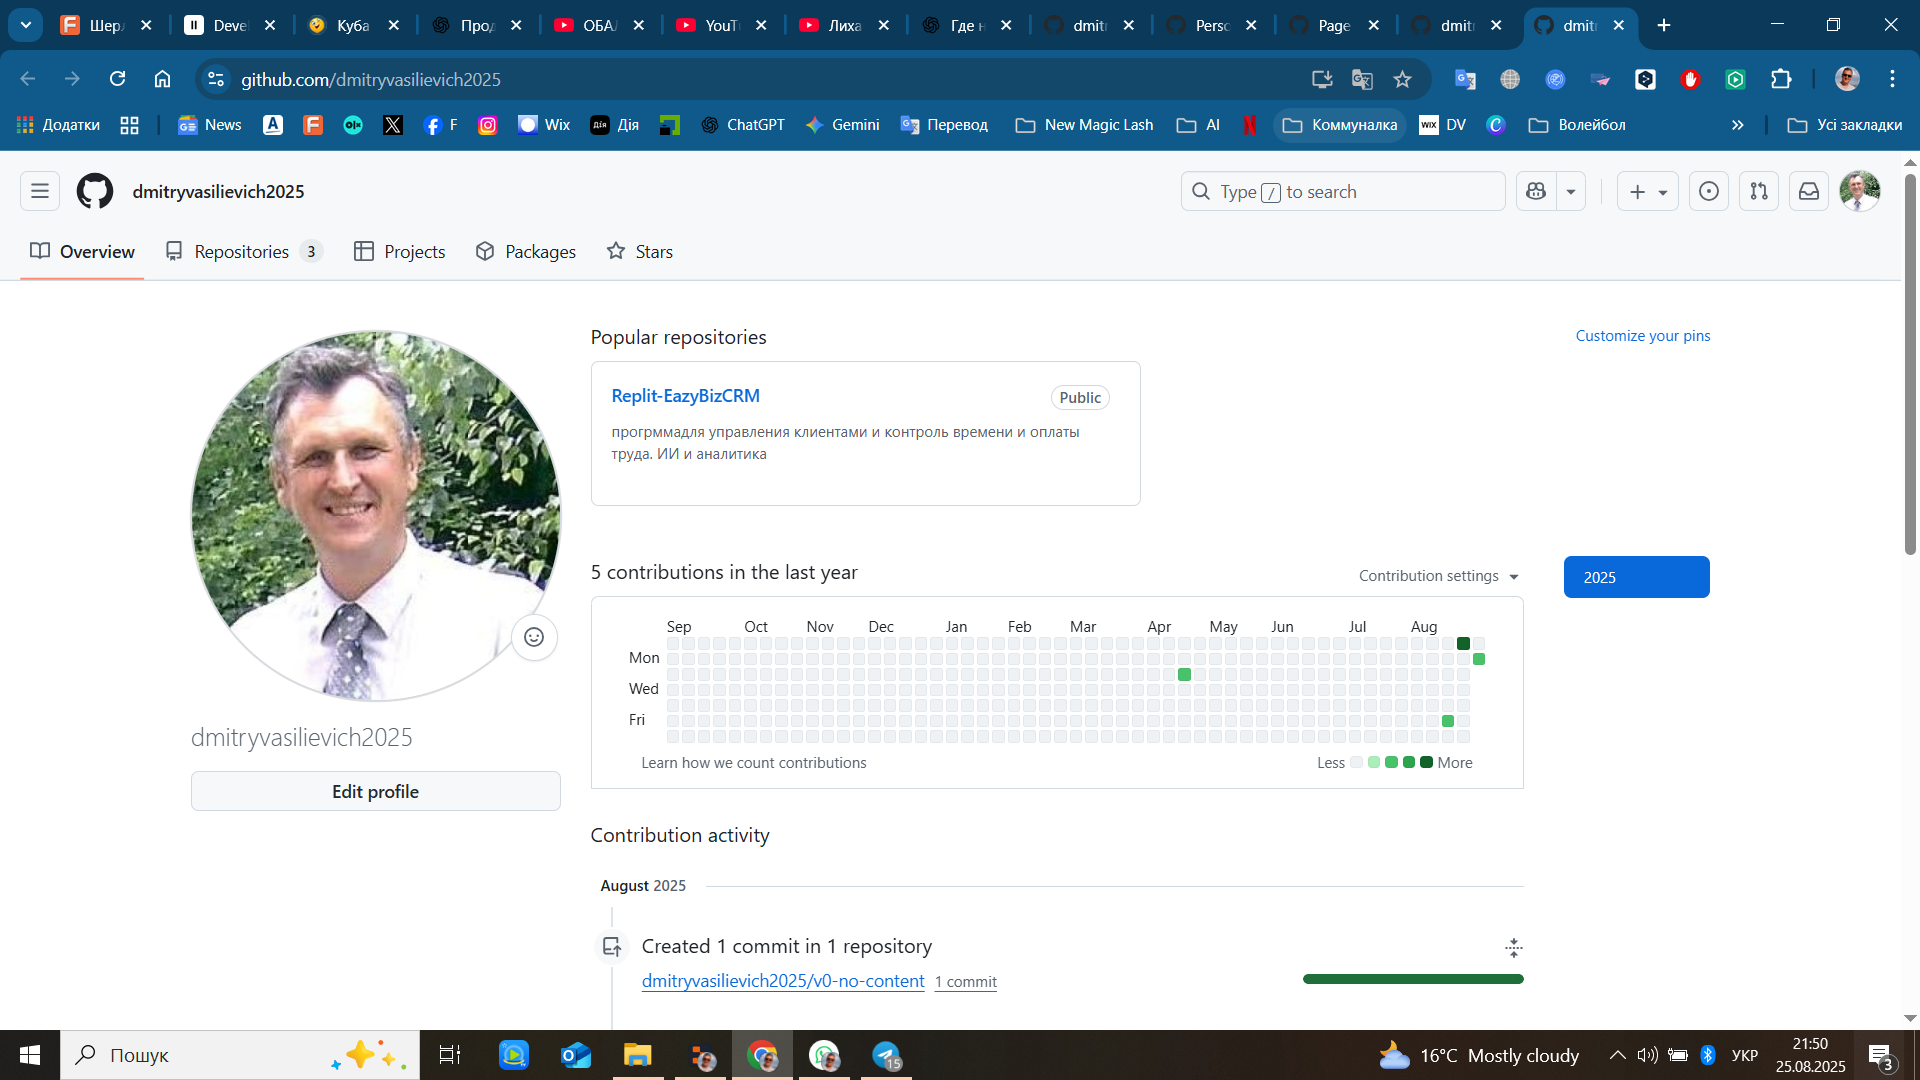 Шерл
Devel
Куба
Прод
ОБА
YouT
Лиха
Где н
dmitr
Perso
Page
dmitr
dmitr
github.com/dmitryvasilievich2025
Додатки
News
F
Wix
Дія
ChatGPT
Gemini
Перевод
New Magic Lash
AI
Коммуналка
WIX
DV
Волейбол
Усі закладки
dmitryvasilievich2025
Type / to search
Overview
Repositories 3
Projects
Packages
Stars
Popular repositories
Customize your pins
Replit-EazyBizCRM
Public
прогрммадля управления клиентами и контроль времени и оплаты
труда. ИИ и аналитика
5 contributions in the last year
Contribution settings
2025
Sep Oct Nov Dec Jan Feb Mar Apr May Jun Jul Aug
Mon
Wed
Fri
Learn how we count contributions
Less More
dmitryvasilievich2025
Edit profile
Contribution activity
August 2025
Created 1 commit in 1 repository
dmitryvasilievich2025/v0-no-content 1 commit
Пошук
15
16°C Mostly cloudy
УКР
21:50
25.08.2025
3